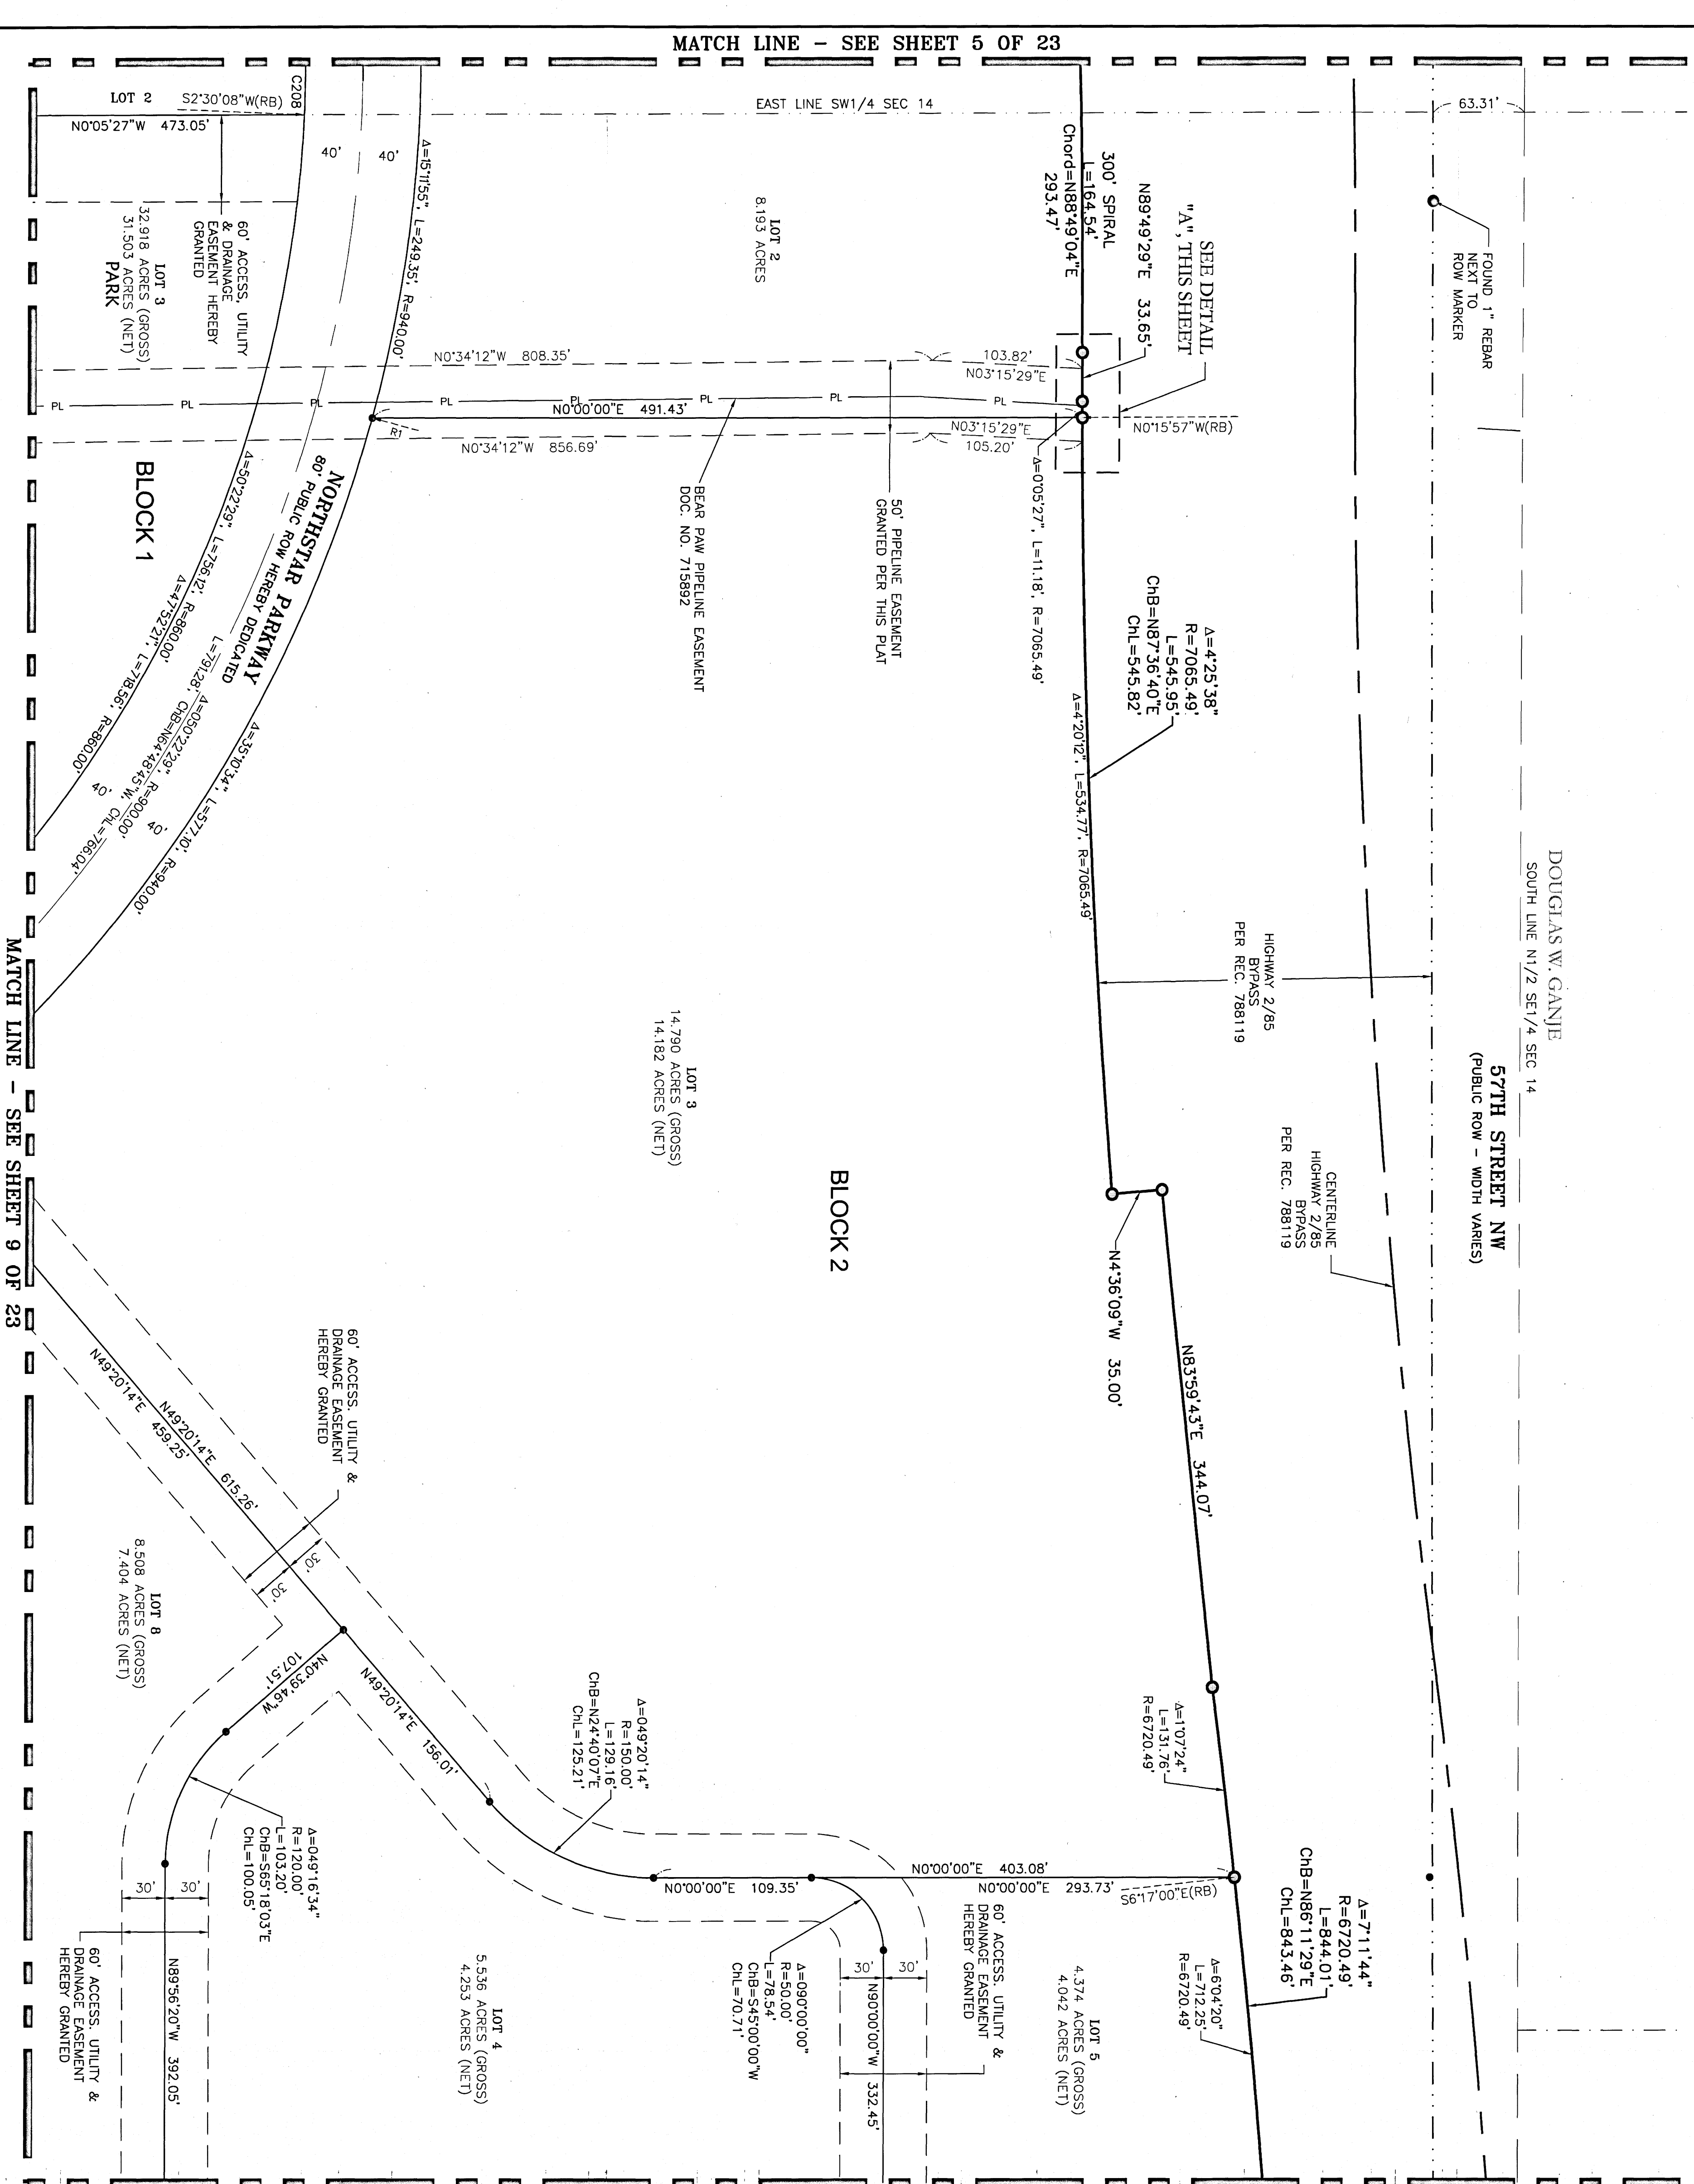 MATCH LINE - SEE SHEET 5 OF 23
63.31'
FOUND 1" REBAR
NEXT TO
ROW MARKER
DOUGLAS W. GANJE
SOUTH LINE N1/2 SE1/4 SEC 14
57TH STREET NW
(PUBLIC ROW - WIDTH VARIES)
CENTERLINE
HIGHWAY 2/85
BYPASS
PER REC. 788119
HIGHWAY 2/85
BYPASS
PER REC. 788119
EAST LINE SW1/4 SEC 14
SEE DETAIL
"A", THIS SHEET
N89°49'29"E 33.65'
300' SPIRAL
L=164.54'
Chord=N88°49'04"E
293.47'
N0°15'57"W(RB)
Δ=0°05'27", L=11.18', R=7065.49'
Δ=4°25'38"
R=7065.49'
L=545.95'
ChB=N87°36'40"E
ChL=545.82'
Δ=4°20'12", L=534.77', R=7065.49'
N4°36'09"W 35.00'
N83°59'43"E 344.07'
Δ=1°07'24"
L=131.76'
R=6720.49'
Δ=7°11'44"
R=6720.49'
L=844.01'
ChB=N86°11'29"E
ChL=843.46'
Δ=6°04'20"
L=712.25'
R=6720.49'
103.82'
N03°15'29"E
N03°15'29"E
105.20'
N0°34'12"W 808.35'
PL PL PL PL PL PL PL
N0°00'00"E 491.43'
R1
N0°34'12"W 856.69'
50' PIPELINE EASEMENT
GRANTED PER THIS PLAT
BEAR PAW PIPELINE EASEMENT
DOC. NO. 715892
LOT 2
8.193 ACRES
LOT 2
S2°30'08"W(RB)
C208
N0°05'27"W 473.05'
40'
40'
Δ=15°11'55", L=249.35', R=940.00'
60' ACCESS, UTILITY
& DRAINAGE
EASEMENT HEREBY
GRANTED
LOT 3
32.918 ACRES (GROSS)
31.503 ACRES (NET)
PARK
BLOCK 1
NORTHSTAR PARKWAY
80' PUBLIC ROW HEREBY DEDICATED
Δ=50°22'29", L=756.12', R=860.00'
Δ=47°52'21", L=718.56', R=860.00'
Δ=050°22'29", R=900.00'
L=791.28', ChB=N64°48'45"W, ChL=766.04'
40'
40'
Δ=35°10'34", L=577.10', R=940.00'
BLOCK 2
LOT 3
14.790 ACRES (GROSS)
14.182 ACRES (NET)
60' ACCESS, UTILITY &
DRAINAGE EASEMENT
HEREBY GRANTED
N49°20'14"E 459.25'
N49°20'14"E 615.26'
30'
30'
LOT 8
8.508 ACRES (GROSS)
7.404 ACRES (NET)
N40°39'46"W
107.51'
N49°20'14"E 156.01'
Δ=049°20'14"
R=150.00'
L=129.16'
ChB=N24°40'07"E
ChL=125.21'
Δ=049°16'34"
R=120.00'
L=103.20'
ChB=S65°18'03"E
ChL=100.05'
30'
30'
N89°56'20"W 392.05'
60' ACCESS, UTILITY &
DRAINAGE EASEMENT
HEREBY GRANTED
N0°00'00"E 109.35'
N0°00'00"E 403.08'
N0°00'00"E 293.73'
S6°17'00"E(RB)
Δ=090°00'00"
R=50.00'
L=78.54'
ChB=S45°00'00"W
ChL=70.71'
30'
30'
N90°00'00"W 332.45'
60' ACCESS, UTILITY &
DRAINAGE EASEMENT
HEREBY GRANTED
LOT 5
4.374 ACRES (GROSS)
4.042 ACRES (NET)
LOT 4
5.536 ACRES (GROSS)
4.253 ACRES (NET)
MATCH LINE - SEE SHEET 9 OF 23